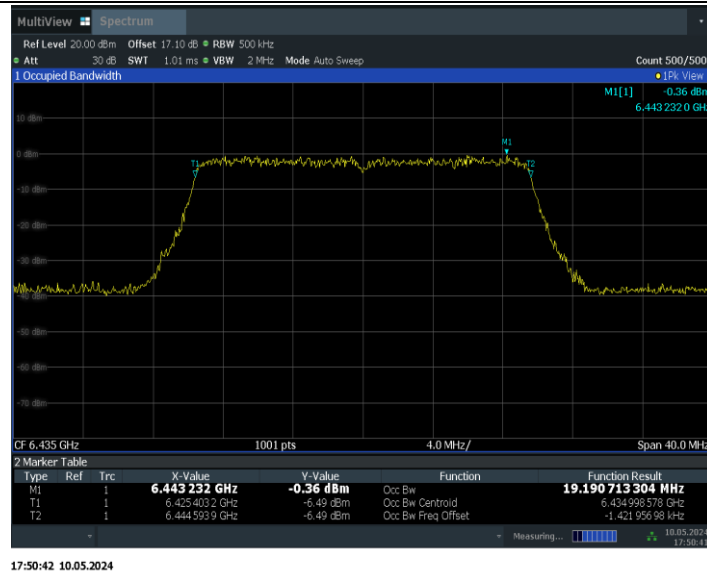 MultiView Spectrum
Ref Level 20.00 dBm Offset 17.10 dB RBW 500 kHz
Att 30 dB SWT 1.01 ms VBW 2 MHz Mode Auto Sweep Count 500/500
1 Occupied Bandwidth 1Pk View
M1[1] -0.36 dBm
6.443 232 0 GHz
10 dBm
0 dBm
M1
T1 T2
-10 dBm
-20 dBm
-30 dBm
-40 dBm
-50 dBm
-60 dBm
-70 dBm
CF 6.435 GHz 1001 pts 4.0 MHz/ Span 40.0 MHz
2 Marker Table
Type Ref Trc X-Value Y-Value Function Function Result
M1 1 6.443 232 GHz -0.36 dBm Occ Bw 19.190 713 304 MHz
T1 1 6.425 403 2 GHz -6.49 dBm Occ Bw Centroid 6.434 998 578 GHz
T2 1 6.444 593 9 GHz -6.49 dBm Occ Bw Freq Offset -1.421 956 98 kHz
Measuring... 10.05.2024
17:50:41
17:50:42 10.05.2024